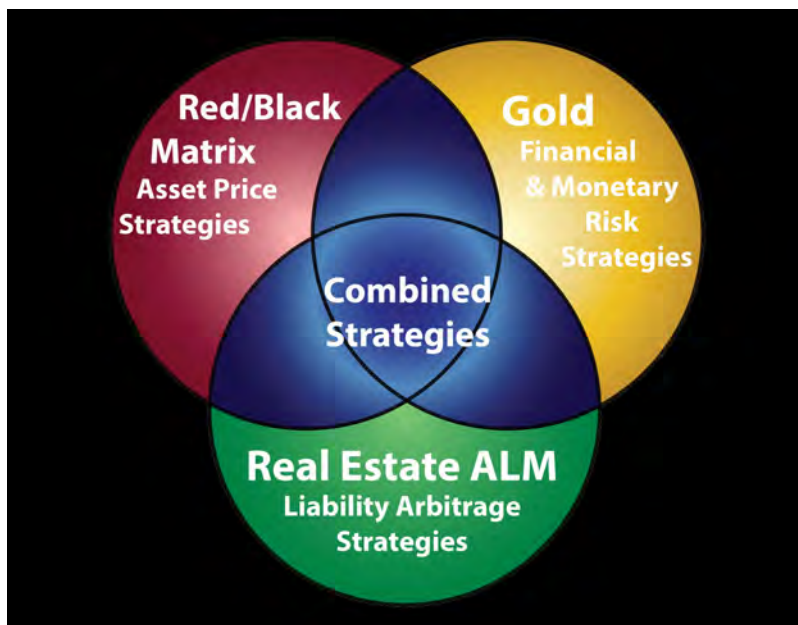 Red/Black
Matrix
Asset Price
Strategies
Gold
Financial
& Monetary
Risk
Strategies
Combined
Strategies
Real Estate ALM
Liability Arbitrage
Strategies